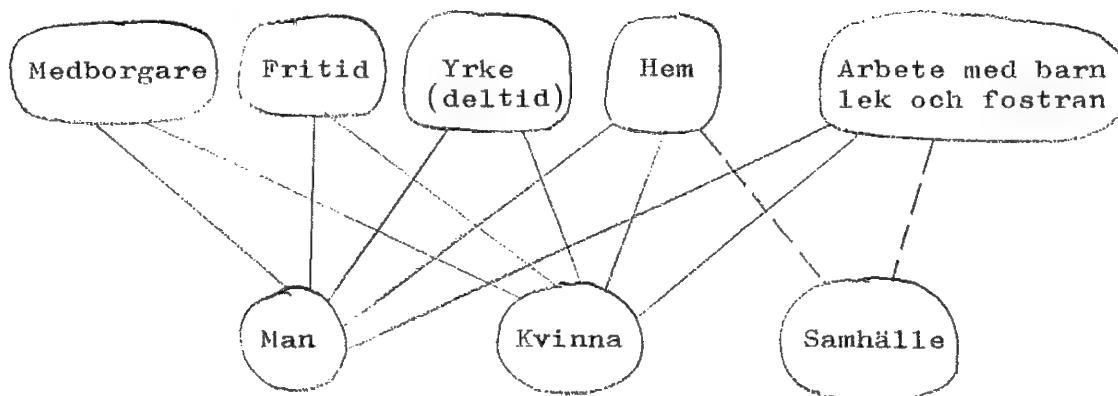 Medborgare
Fritid
Yrke
(deltid)
Hem
Arbete med barn
lek och fostran
Man
Kvinna
Samhälle